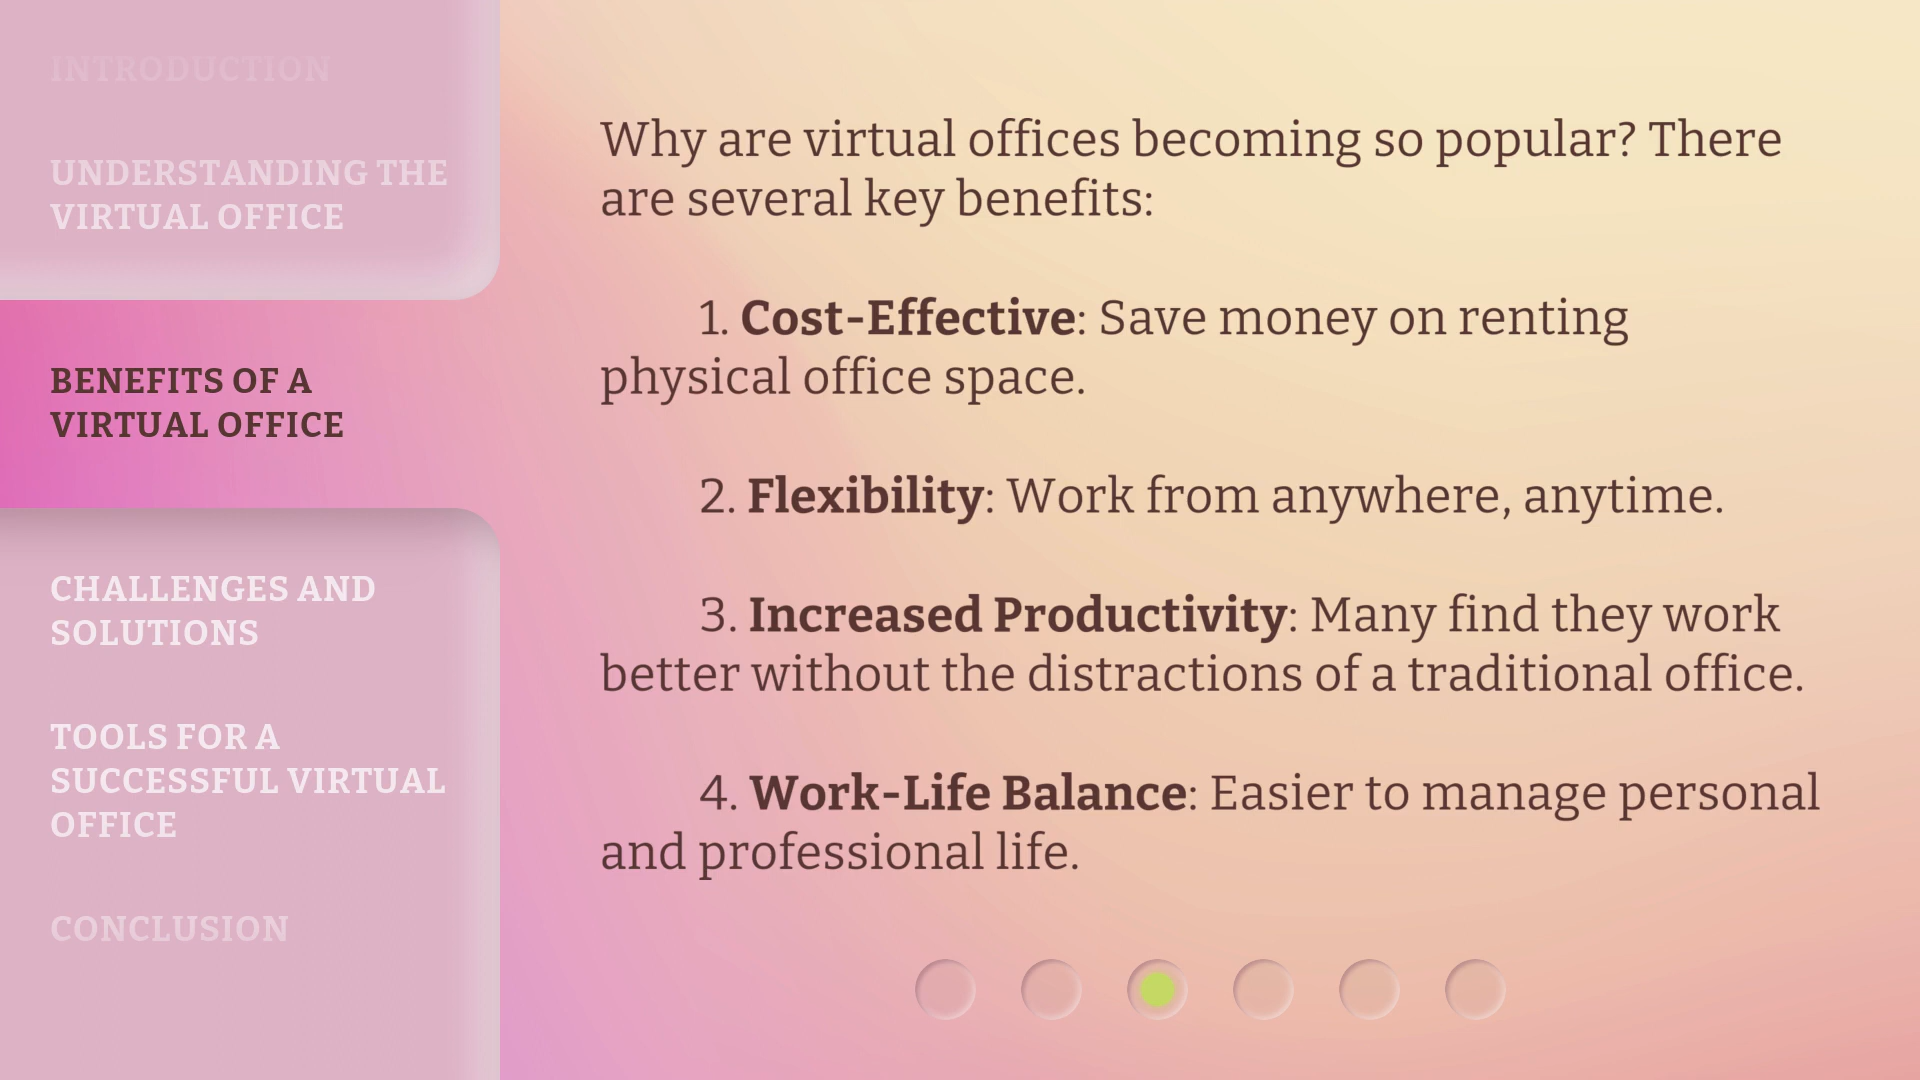 INTRODUCTION
UNDERSTANDING THE
VIRTUAL OFFICE
BENEFITS OF A
VIRTUAL OFFICE
CHALLENGES AND
SOLUTIONS
TOOLS FOR A
SUCCESSFUL VIRTUAL
OFFICE
CONCLUSION
Why are virtual offices becoming so popular? There
are several key benefits:
1. Cost-Effective: Save money on renting
physical office space.
2. Flexibility: Work from anywhere, anytime.
3. Increased Productivity: Many find they work
better without the distractions of a traditional office.
4. Work-Life Balance: Easier to manage personal
and professional life.